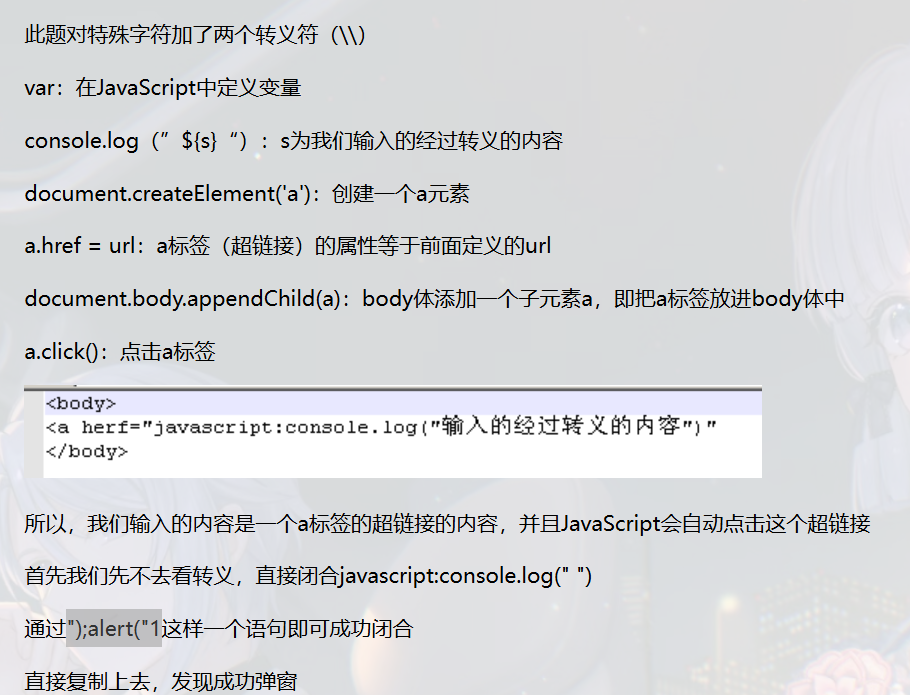 此题对特殊字符加了两个转义符（\\）
var：在JavaScript中定义变量
console.log（”${s}“）：s为我们输入的经过转义的内容
document.createElement('a')：创建一个a元素
a.href = url：a标签（超链接）的属性等于前面定义的url
document.body.appendChild(a)：body体添加一个子元素a，即把a标签放进body体中
a.click()：点击a标签
<body>
<a herf="javascript:console.log("输入的经过转义的内容")"
</body>
所以，我们输入的内容是一个a标签的超链接的内容，并且JavaScript会自动点击这个超链接
首先我们先不去看转义，直接闭合javascript:console.log(" ")
通过");alert("1这样一个语句即可成功闭合
直接复制上去，发现成功弹窗